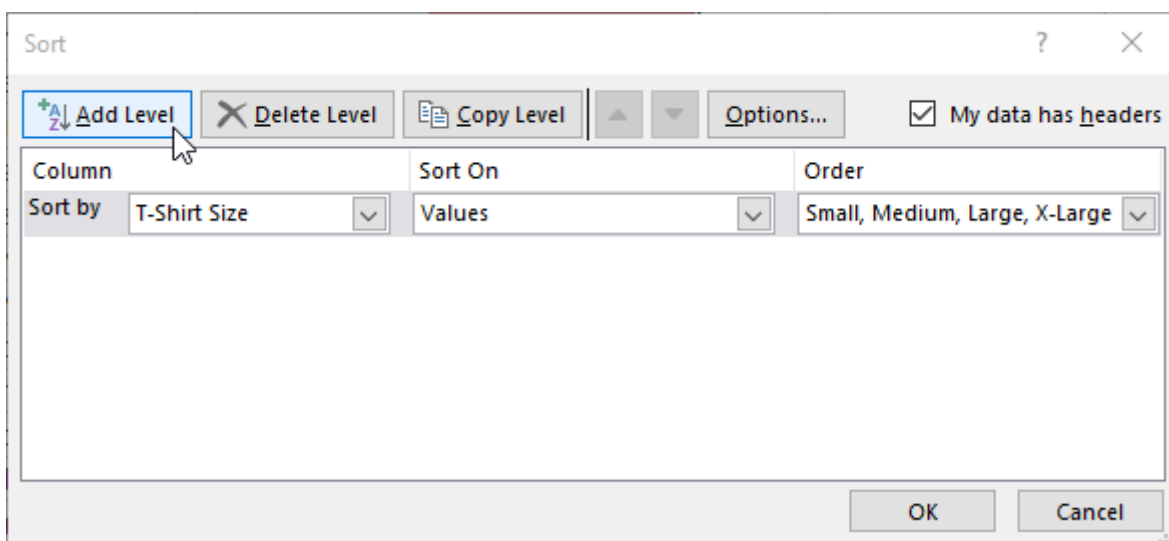 Sort ?
Add Level Delete Level Copy Level Options... My data has headers
Column Sort On Order
Sort by T-Shirt Size Values Small, Medium, Large, X-Large
OK Cancel